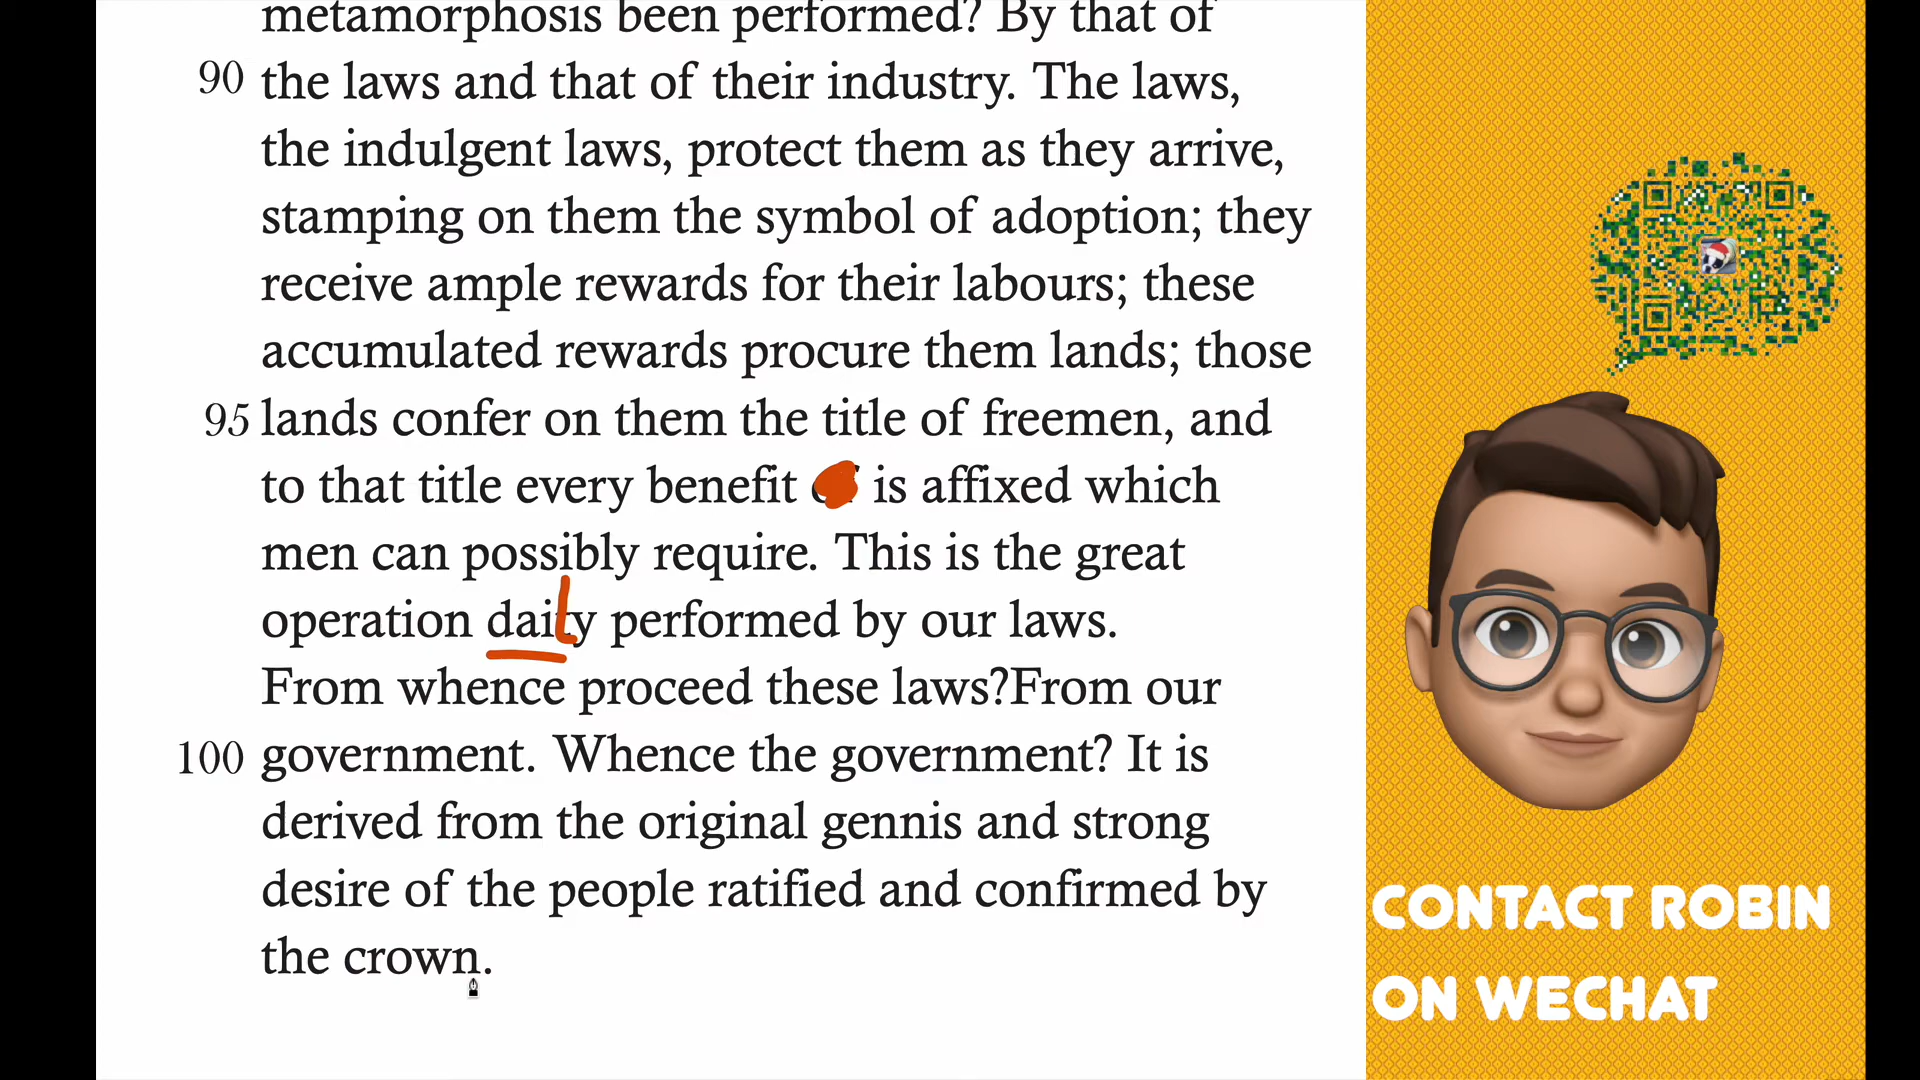 metamorphosis been performed? By that of
90 the laws and that of their industry. The laws,
the indulgent laws, protect them as they arrive,
stamping on them the symbol of adoption; they
receive ample rewards for their labours; these
accumulated rewards procure them lands; those
95 lands confer on them the title of freemen, and
to that title every benefit is affixed which
men can possibly require. This is the great
operation daily performed by our laws.
From whence proceed these laws?From our
100 government. Whence the government? It is
derived from the original gennis and strong
desire of the people ratified and confirmed by
the crown.
CONTACT ROBIN
ON WECHAT